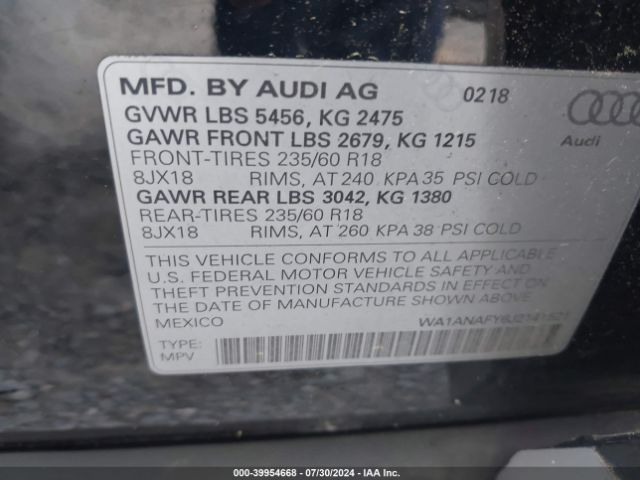 MFD. BY AUDI AG 0218
GVWR LBS 5456, KG 2475
GAWR FRONT LBS 2679, KG 1215
FRONT-TIRES 235/60 R18
8JX18 RIMS, AT 240 KPA 35 PSI COLD
GAWR REAR LBS 3042, KG 1380
REAR-TIRES 235/60 R18
8JX18 RIMS, AT 260 KPA 38 PSI COLD
Audi
THIS VEHICLE CONFORMS TO ALL APPLICABLE
U.S. FEDERAL MOTOR VEHICLE SAFETY AND
THEFT PREVENTION STANDARDS IN EFFECT ON
THE DATE OF MANUFACTURE SHOWN ABOVE.
MEXICO
TYPE:
MPV
000-39954668 - 07/30/2024 - IAA Inc.